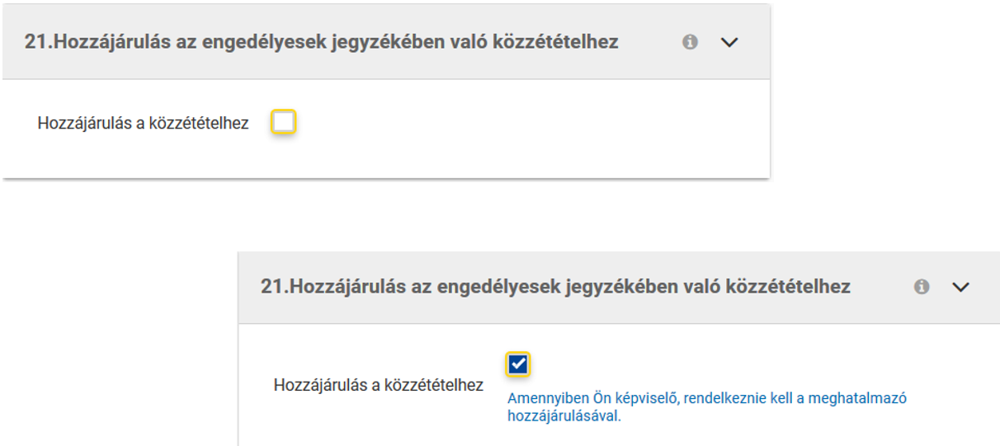 21.Hozzájárulás az engedélyesek jegyzékében való közzétételhez
Hozzájárulás a közzétételhez
21.Hozzájárulás az engedélyesek jegyzékében való közzétételhez
Hozzájárulás a közzétételhez
Amennyiben Ön képviselő, rendelkeznie kell a meghatalmazó
hozzájárulásával.